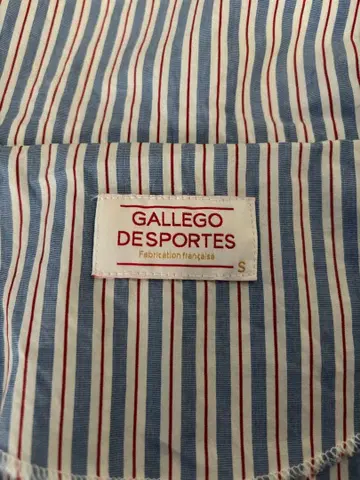 GALLEGO
DESPORTES
Fabrication française
S